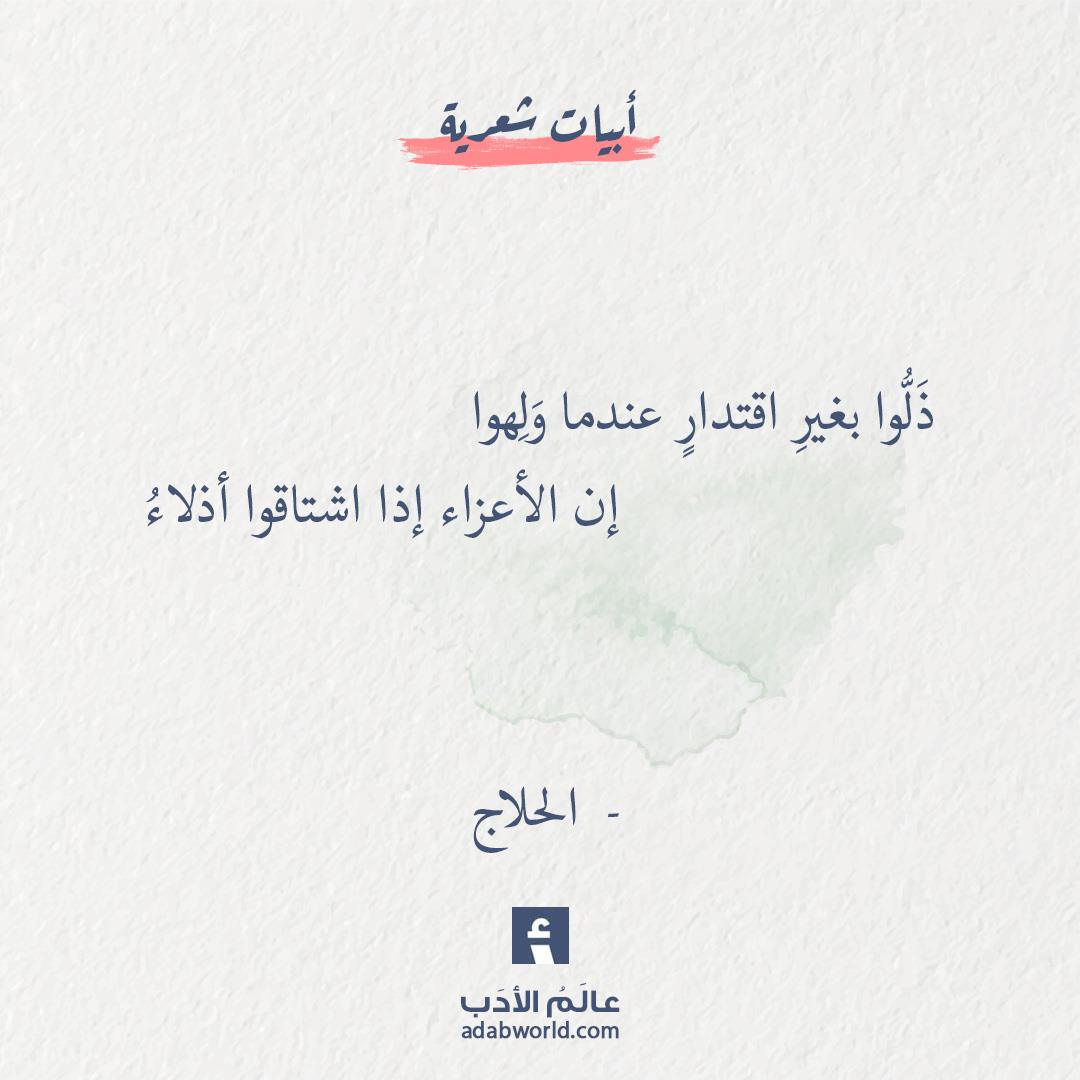 أبيات شعرية
ذَلُّوا بغيرِ اقتدارٍ عندما وَلِهوا
إن الأعزاء إذا اشتاقوا أذلاءُ
- الحلاج
أ
عالَمُ الأدَب
adabworld.com